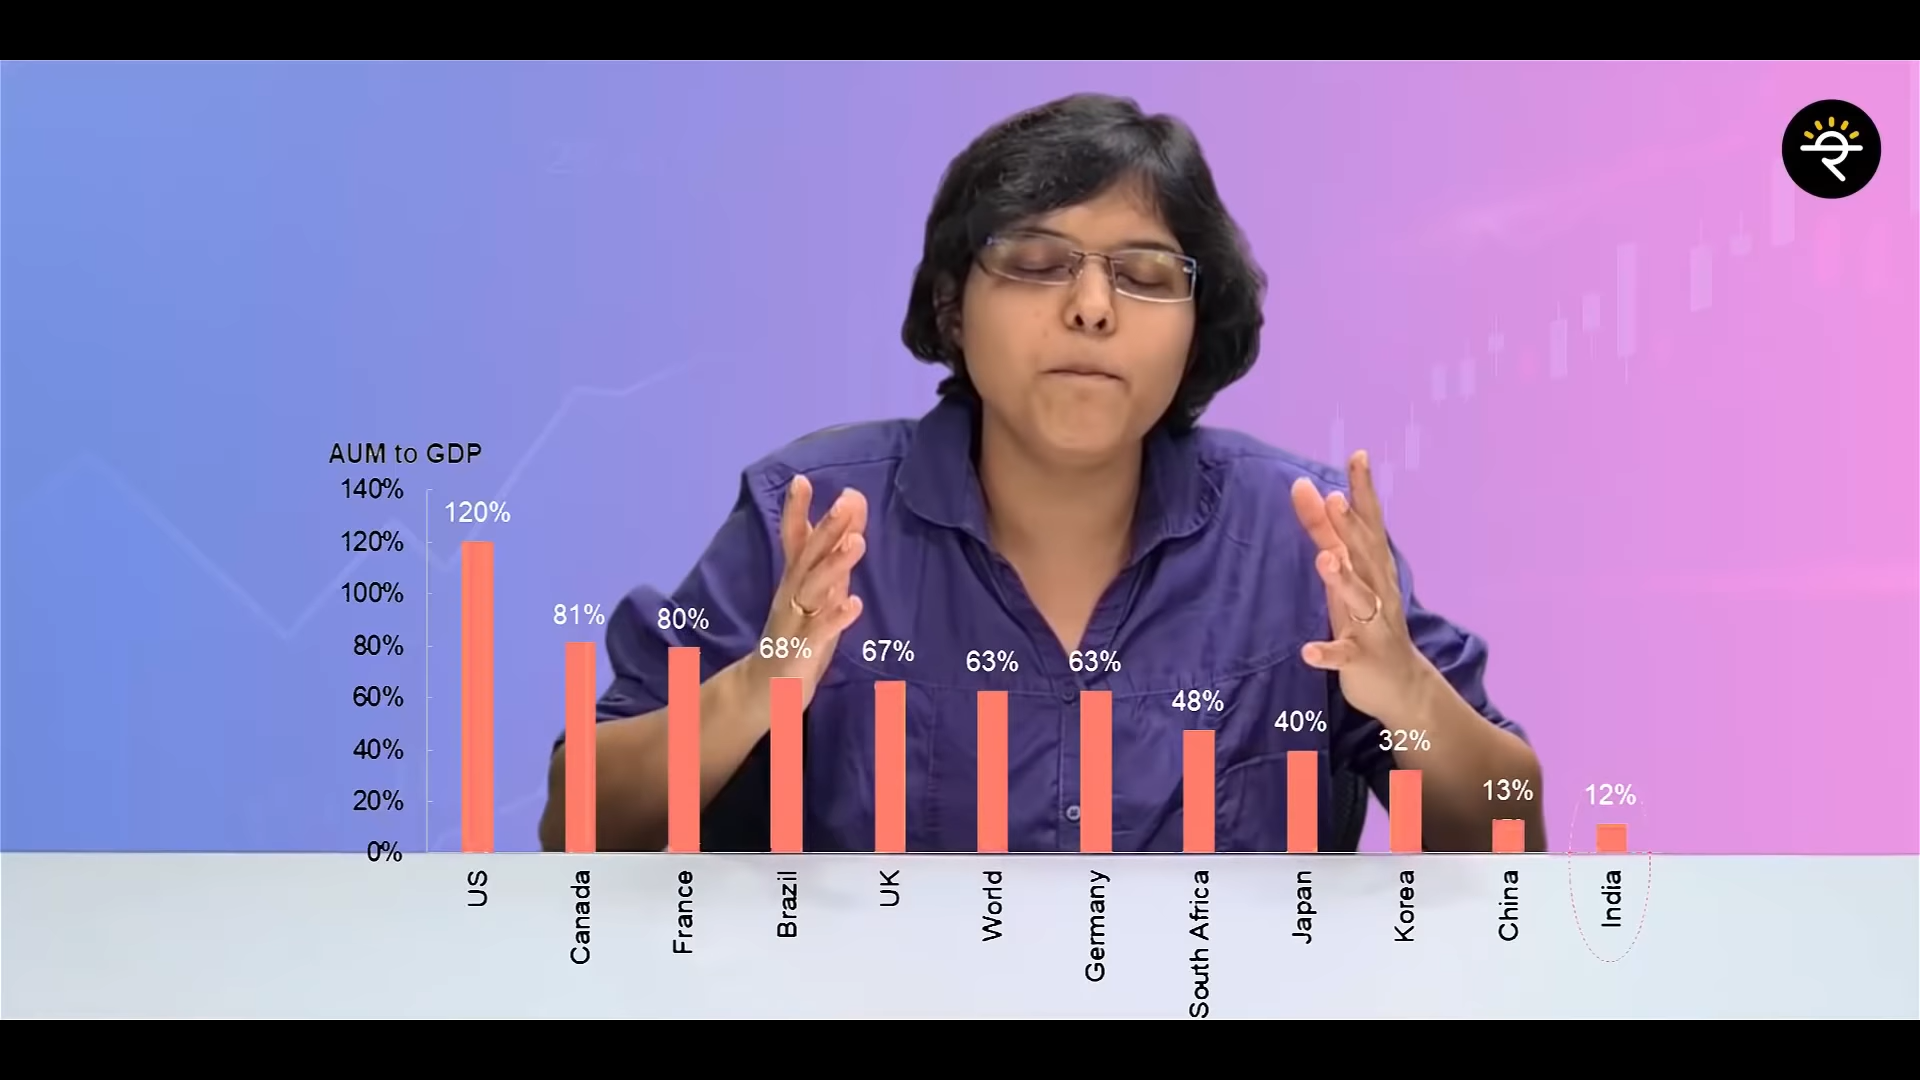 AUM to GDP
140%
120%
100%
80%
60%
40%
20%
0%
120%
81%
80%
68%
67%
63%
63%
48%
40%
32%
13%
12%
US
Canada
France
Brazil
UK
World
Germany
South Africa
Japan
Korea
China
India